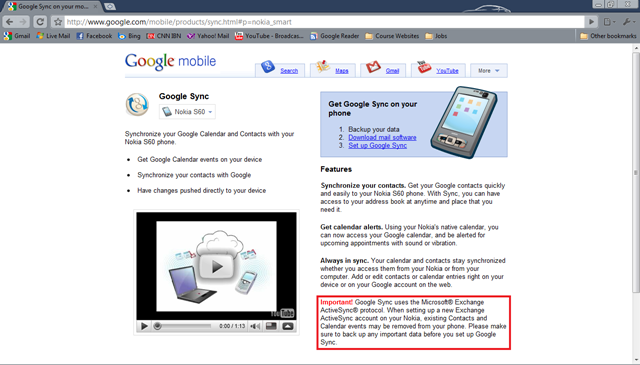 Google Sync on your mo...
http://www.google.com/mobile/products/sync.html#p=nokia_smart
Gmail Live Mail Facebook Bing CNN.IBN Yahoo! Mail YouTube - Broadcas... Google Reader Course Websites Jobs Other bookmarks
Google mobile Search Maps Gmail YouTube More
Google Sync
Nokia S60
Synchronize your Google Calendar and Contacts with your
Nokia S60 phone.
Get Google Calendar events on your device
Synchronize your contacts with Google
Have changes pushed directly to your device
YouTube
0:00 / 1:13
Get Google Sync on your
phone
1. Backup your data
2. Download mail software
3. Set up Google Sync
Features
Synchronize your contacts. Get your Google contacts quickly
and easily to your Nokia S60 phone. With Sync, you can have
access to your address book at anytime and place that you
need it.
Get calendar alerts. Using your Nokia's native calendar, you
can now access your Google calendar, and be alerted for
upcoming appointments with sound or vibration.
Always in sync. Your calendar and contacts stay synchronized
whether you access them from your Nokia or from your
computer. Add or edit contacts or calendar entries right on your
device or on your Google account on the web.
Important! Google Sync uses the Microsoft® Exchange
ActiveSync® protocol. When setting up a new Exchange
ActiveSync account on your Nokia, existing Contacts and
Calendar events may be removed from your phone. Please make
sure to back up any important data before you set up Google
Sync.